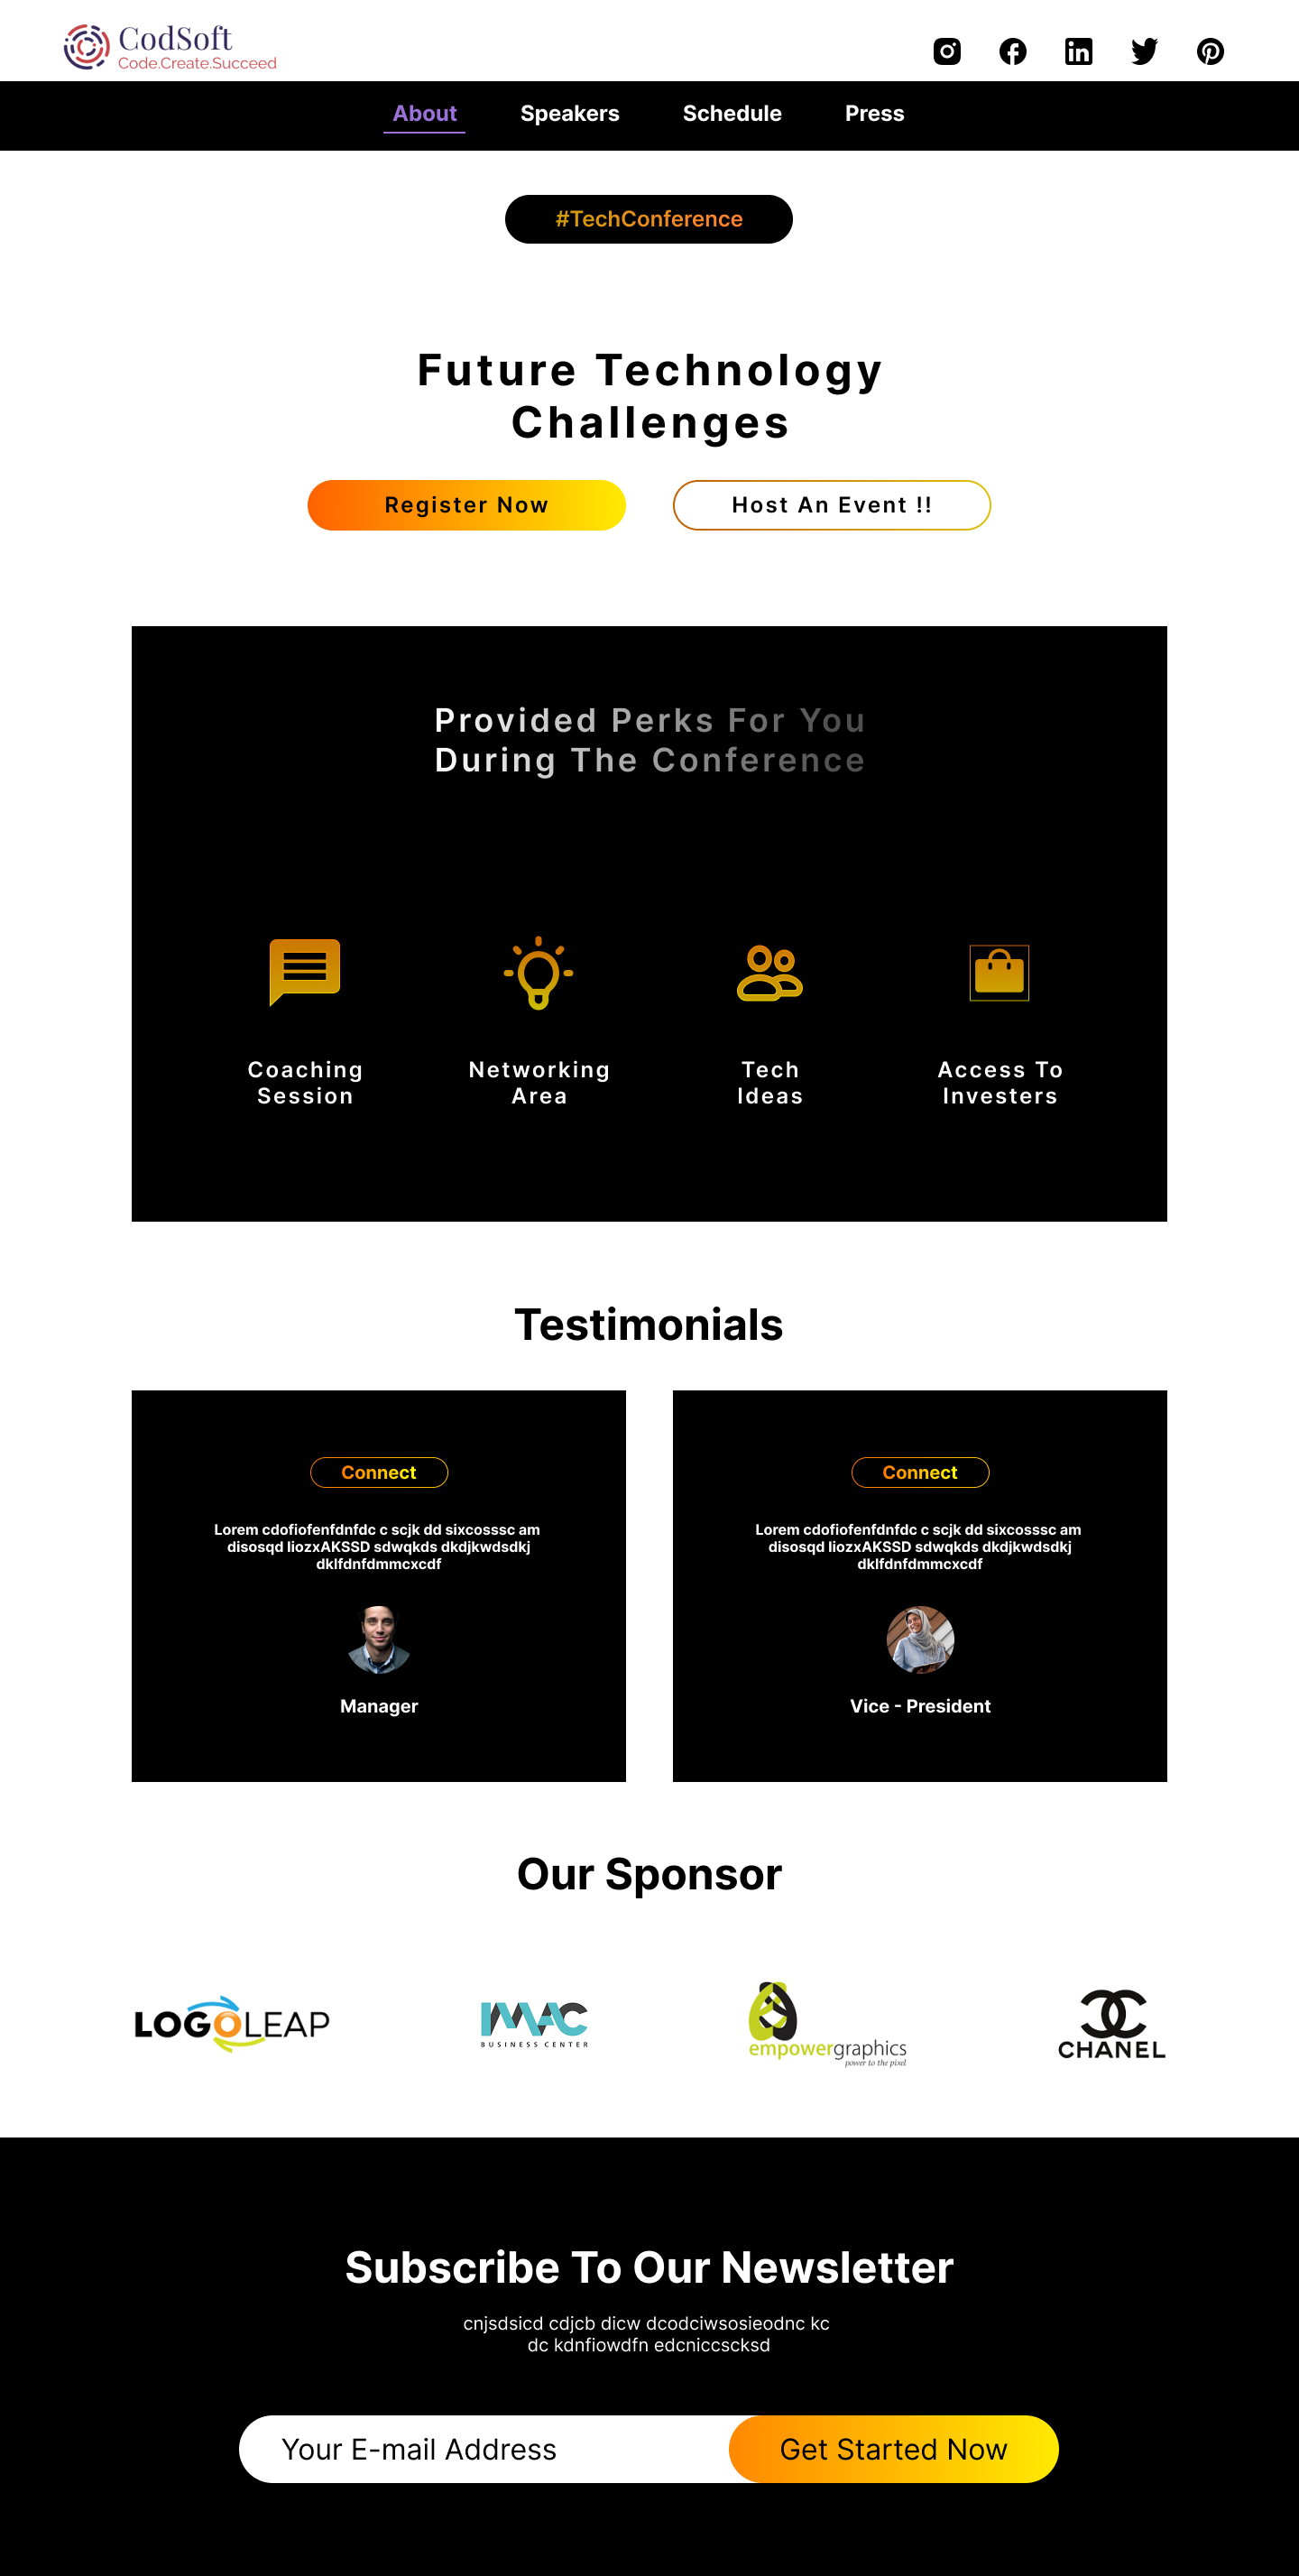 CodSoft
Code.Create.Succeed
About Speakers Schedule Press
#TechConference
Future Technology
Challenges
Register Now
Host An Event !!
Provided Perks For You
During The Conference
Coaching
Session
Networking
Area
Tech
Ideas
Access To
Investers
Testimonials
Connect
Lorem cdofiofenfdnfdc c scjk dd sixcosssc am
disosqd liozxAKSSD sdwqkds dkdjkwdsdkj
dklfdnfdmmcxcdf
Manager
Connect
Lorem cdofiofenfdnfdc c scjk dd sixcosssc am
disosqd liozxAKSSD sdwqkds dkdjkwdsdkj
dklfdnfdmmcxcdf
Vice - President
Our Sponsor
LOGOLEAP
IMAC
BUSINESS CENTER
empowergraphics
power to the pixel
CHANEL
Subscribe To Our Newsletter
cnjsdsicd cdjcb dicw dcodciwsosieodnc kc
dc kdnfiowdfn edcniccscksd
Your E-mail Address
Get Started Now